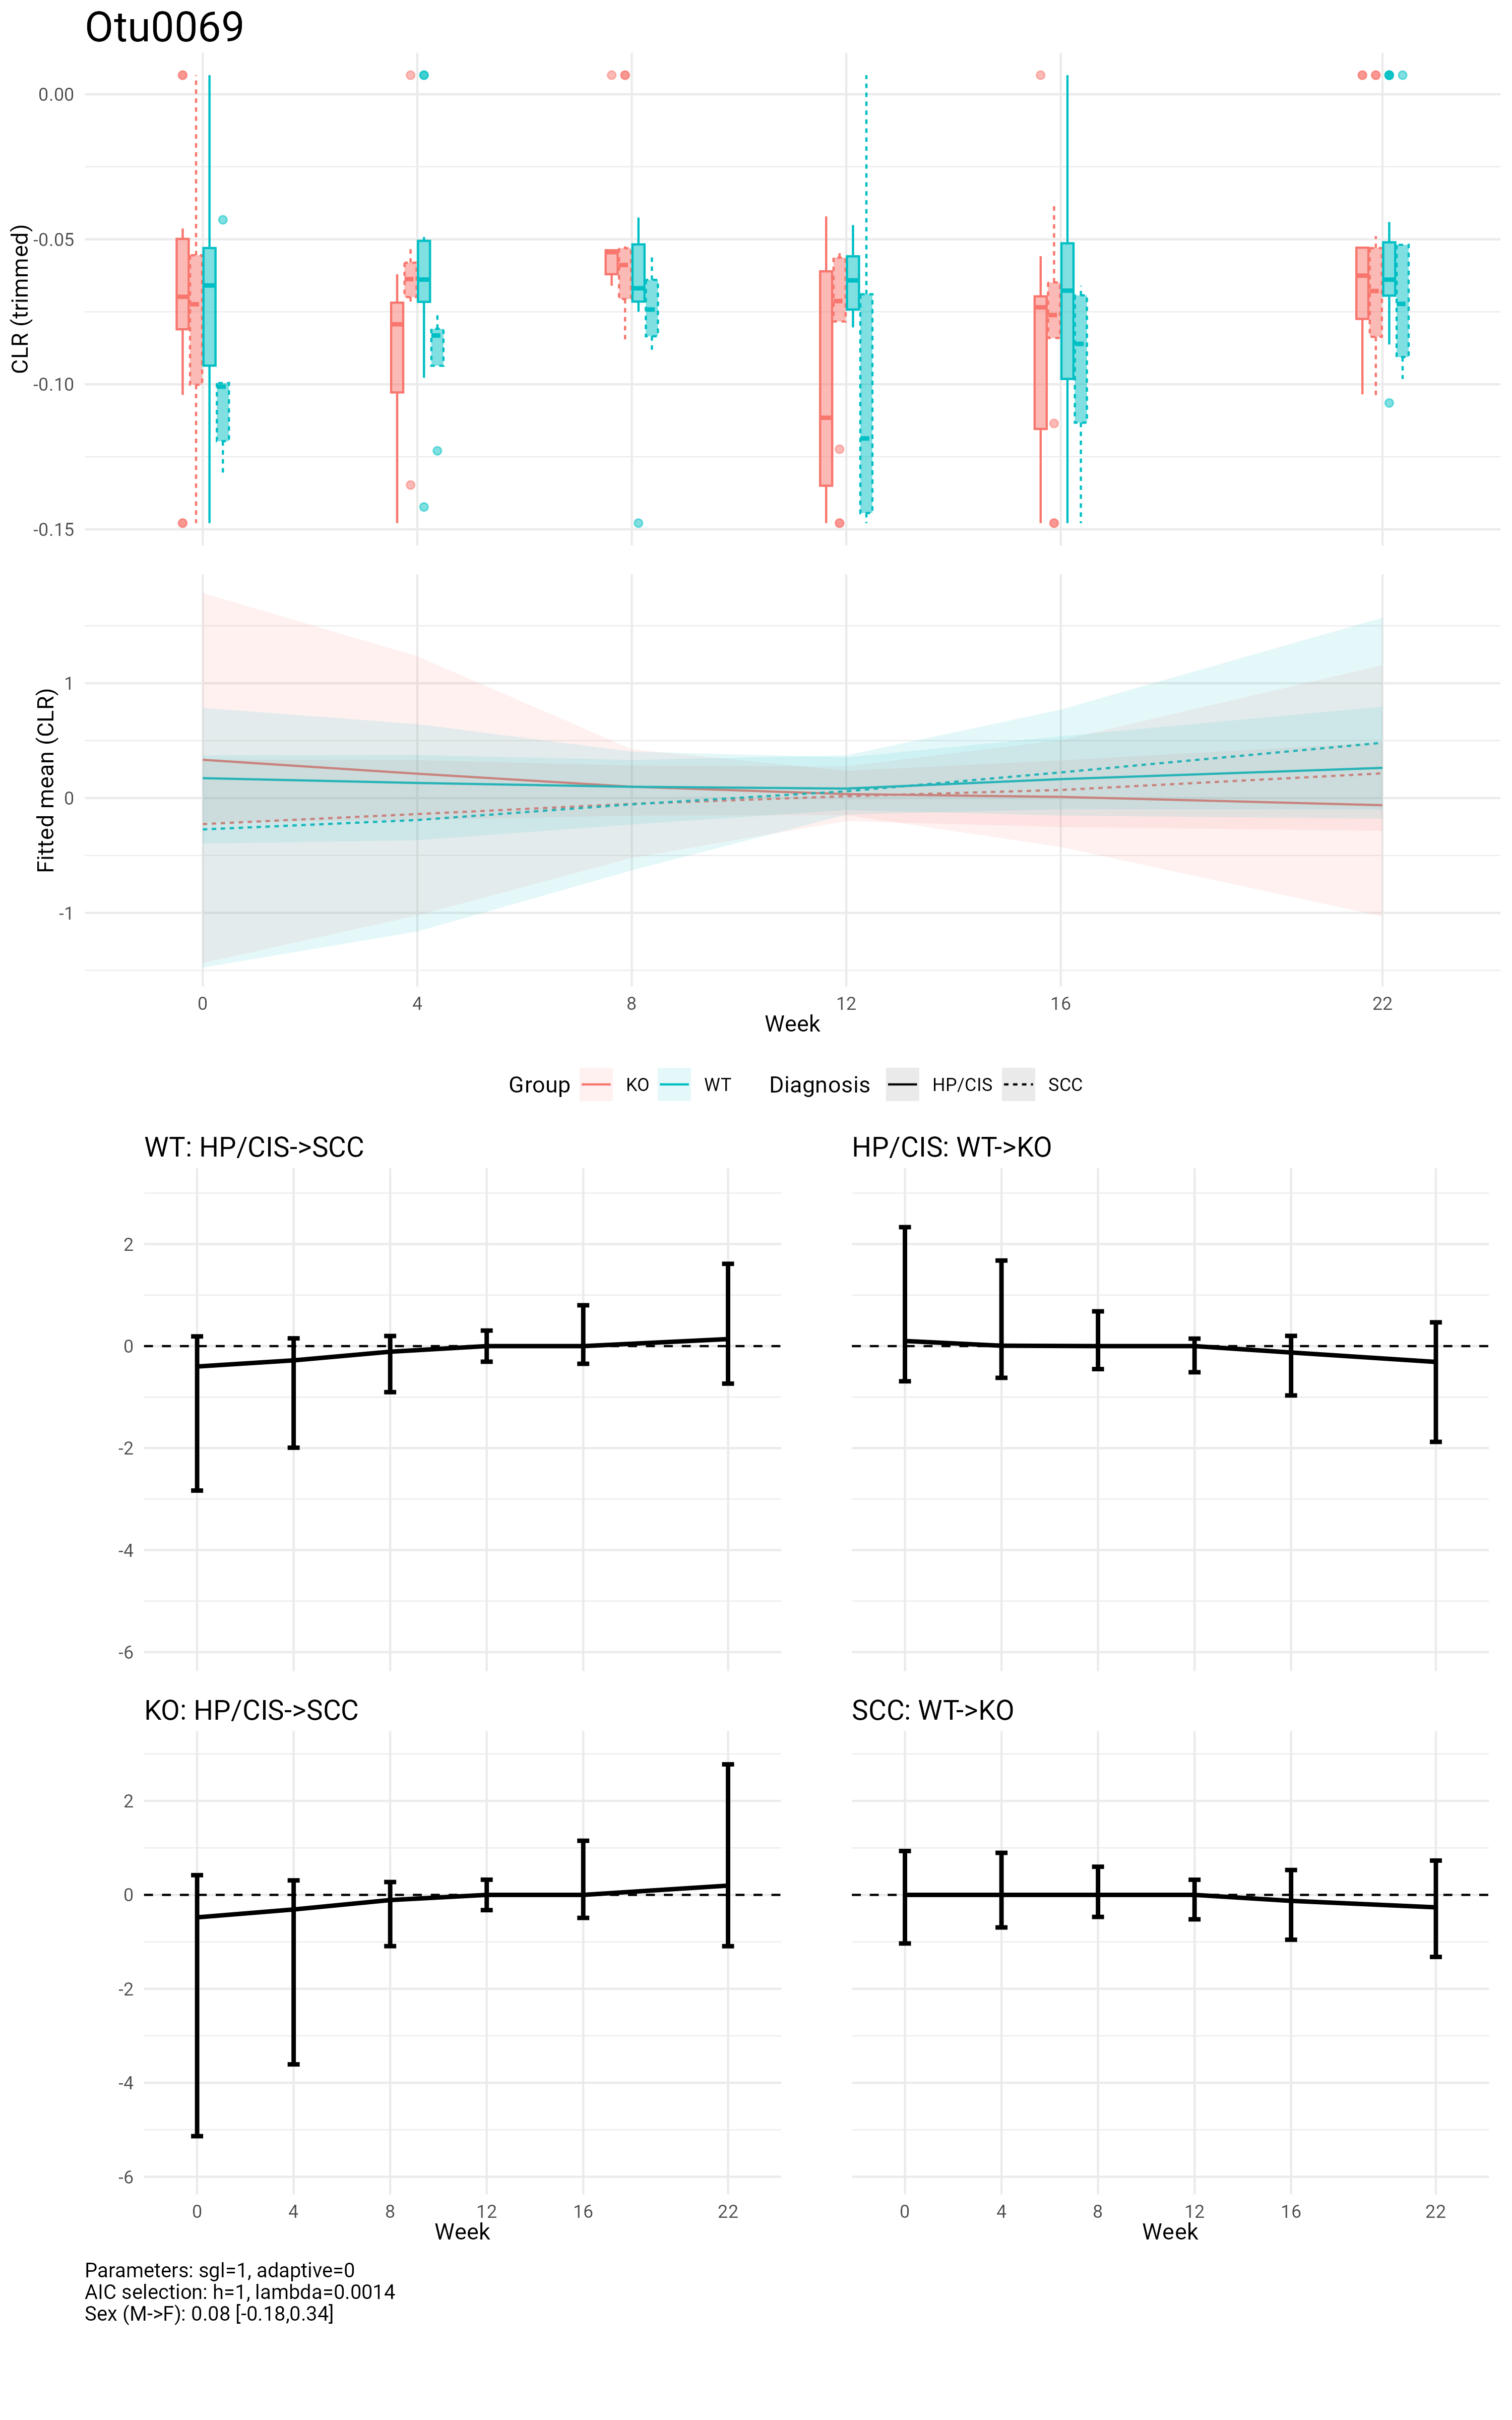 Otu0069
CLR (trimmed)
0.00
-0.05
-0.10
-0.15
Fitted mean (CLR)
1
0
-1
0 4 8 12 16 22
Week
Group KO WT Diagnosis HP/CIS SCC
WT: HP/CIS->SCC HP/CIS: WT->KO
2
0
-2
-4
-6
KO: HP/CIS->SCC SCC: WT->KO
2
0
-2
-4
-6
0 4 8 12 16 22 0 4 8 12 16 22
Week Week
Parameters: sgl=1, adaptive=0
AIC selection: h=1, lambda=0.0014
Sex (M->F): 0.08 [-0.18,0.34]